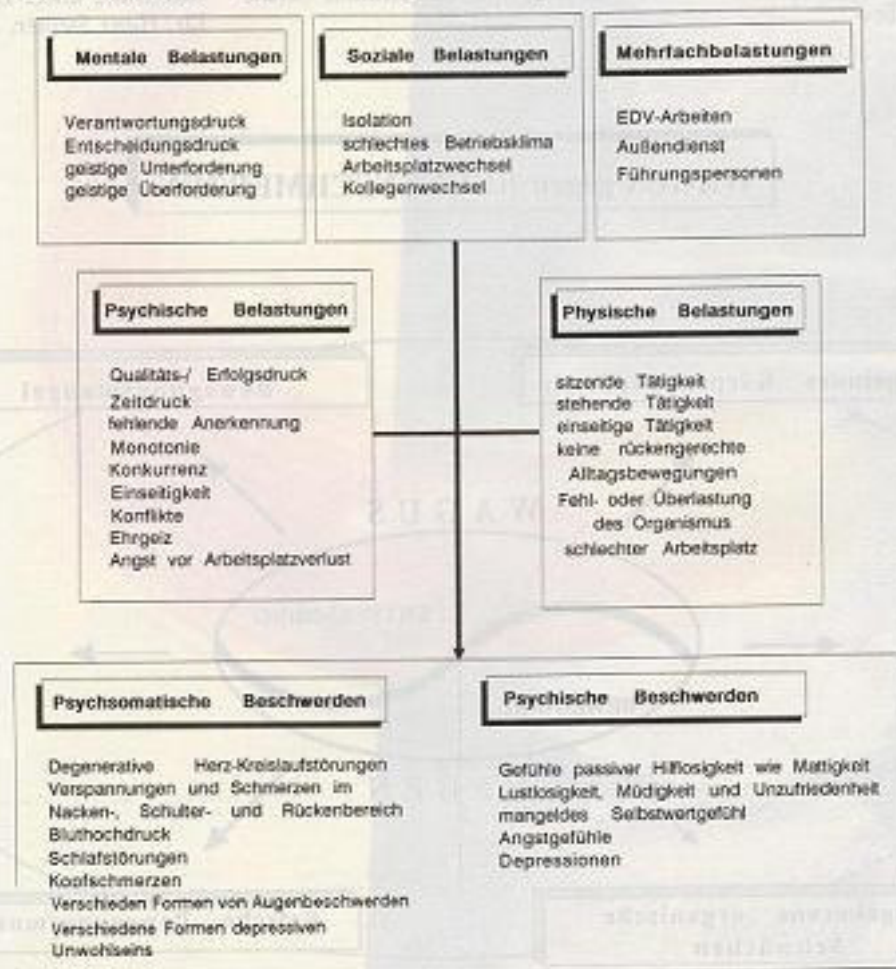 Mentale Belastungen
Verantwortungsdruck
Entscheidungsdruck
geistige Unterforderung
geistige Überforderung
Soziale Belastungen
Isolation
schlechtes Betriebsklima
Arbeitsplatzwechsel
Kollegenwechsel
Mehrfachbelastungen
EDV-Arbeiten
Außendienst
Führungspersonen
Psychische Belastungen
Qualitäts-/ Erfolgsdruck
Zeitdruck
fehlende Anerkennung
Monotonie
Konkurrenz
Einseitigkeit
Konflikte
Ehrgeiz
Angst vor Arbeitsplatzverlust
Physische Belastungen
sitzende Tätigkeit
stehende Tätigkeit
einseitige Tätigkeit
keine rückengerechte
Alltagsbewegungen
Fehl- oder Überlastung
des Organismus
schlechter Arbeitsplatz
Psychsomatische Beschwerden
Degenerative Herz-Kreislaufstörungen
Verspannungen und Schmerzen im
Nacken-, Schulter- und Rückenbereich
Bluthochdruck
Schlafstörungen
Kopfschmerzen
Verschieden Formen von Augenbeschwerden
Verschiedene Formen depressiven
Unwohlseins
Psychische Beschwerden
Gefühle passiver Hilflosigkeit wie Mattigkeit
Lustlosigkeit, Müdigkeit und Unzufriedenheit
mangeldes Selbstwertgefühl
Angstgefühle
Depressionen